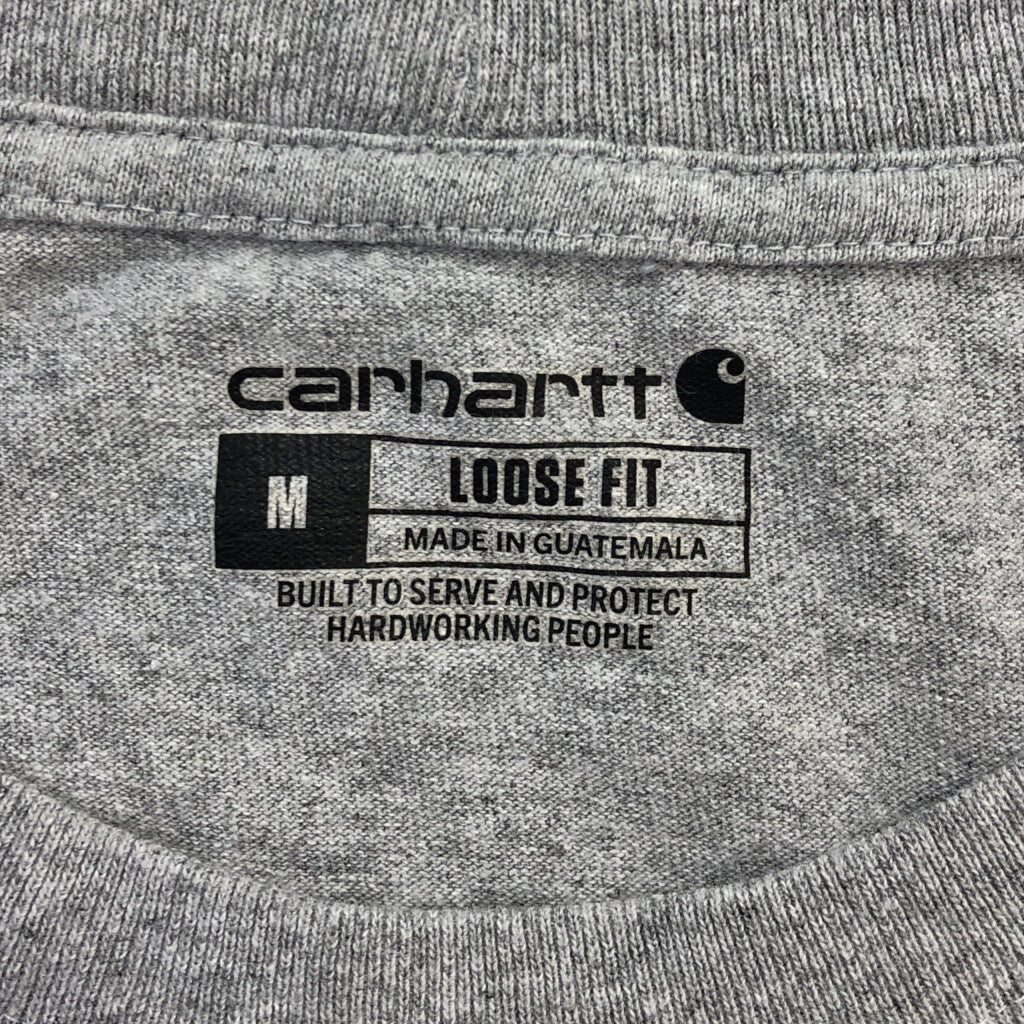 carhartt
M
LOOSE FIT
MADE IN GUATEMALA
BUILT TO SERVE AND PROTECT
HARDWORKING PEOPLE